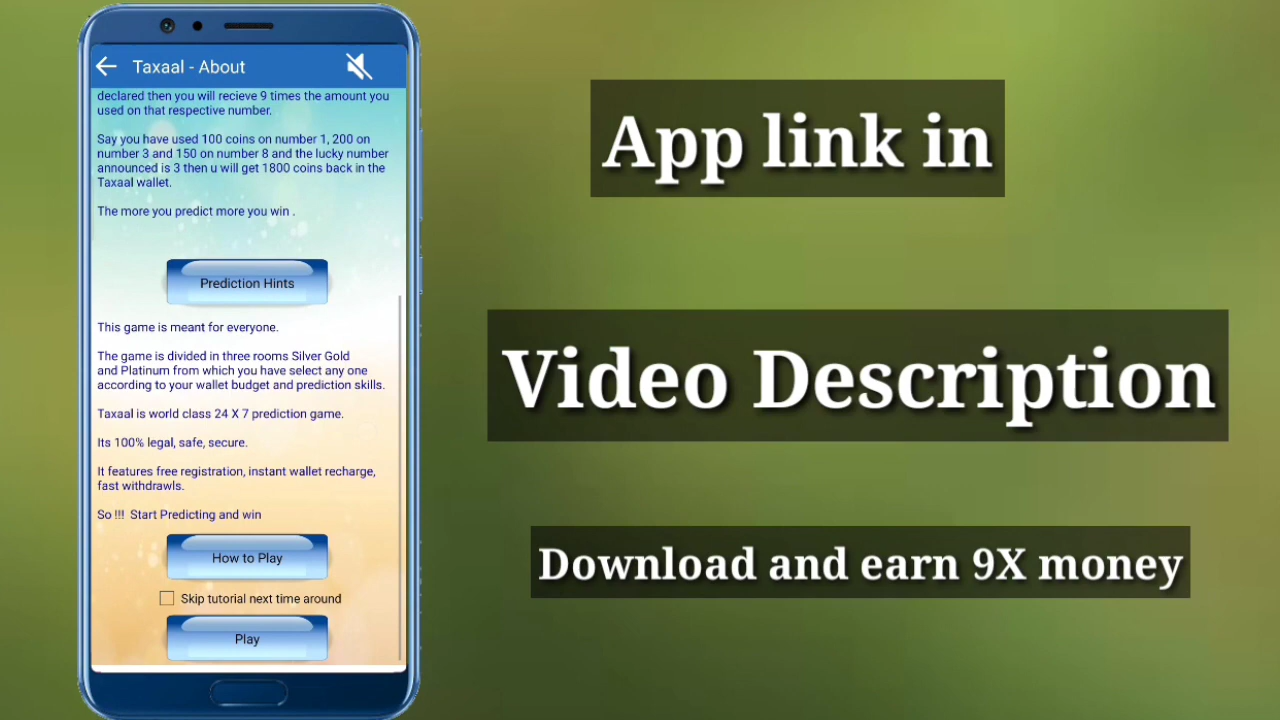 Taxaal - About
declared then you will recieve 9 times the amount you
used on that respective number.
Say you have used 100 coins on number 1, 200 on
number 3 and 150 on number 8 and the lucky number
announced is 3 then u will get 1800 coins back in the
Taxaal wallet.
The more you predict more you win .
Prediction Hints
This game is meant for everyone.
The game is divided in three rooms Silver Gold
and Platinum from which you have select any one
according to your wallet budget and prediction skills.
Taxaal is world class 24 X 7 prediction game.
Its 100% legal, safe, secure.
It features free registration, instant wallet recharge,
fast withdrawls.
So !!! Start Predicting and win
How to Play
Skip tutorial next time around
Play
App link in
Video Description
Download and earn 9X money